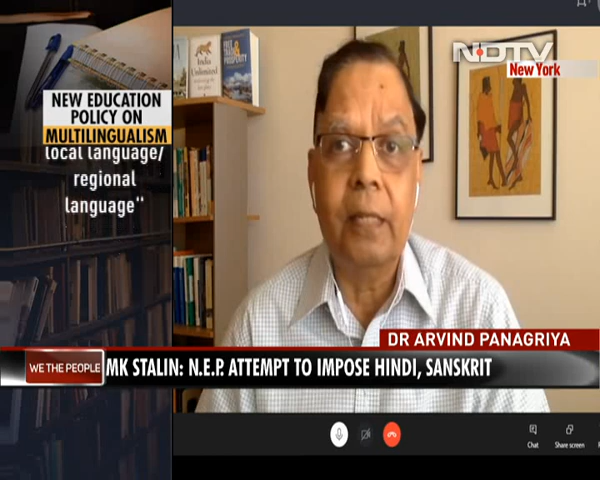 NEW EDUCATION
POLICY ON
MULTILINGUALISM
local language/
regional
language"
India
Unlimited
FREE
TRADE &
PROSPERITY
NDTV
New York
DR ARVIND PANAGRIYA
WE THE PEOPLE
MK STALIN: N.E.P. ATTEMPT TO IMPOSE HINDI, SANSKRIT
Chat
Share screen